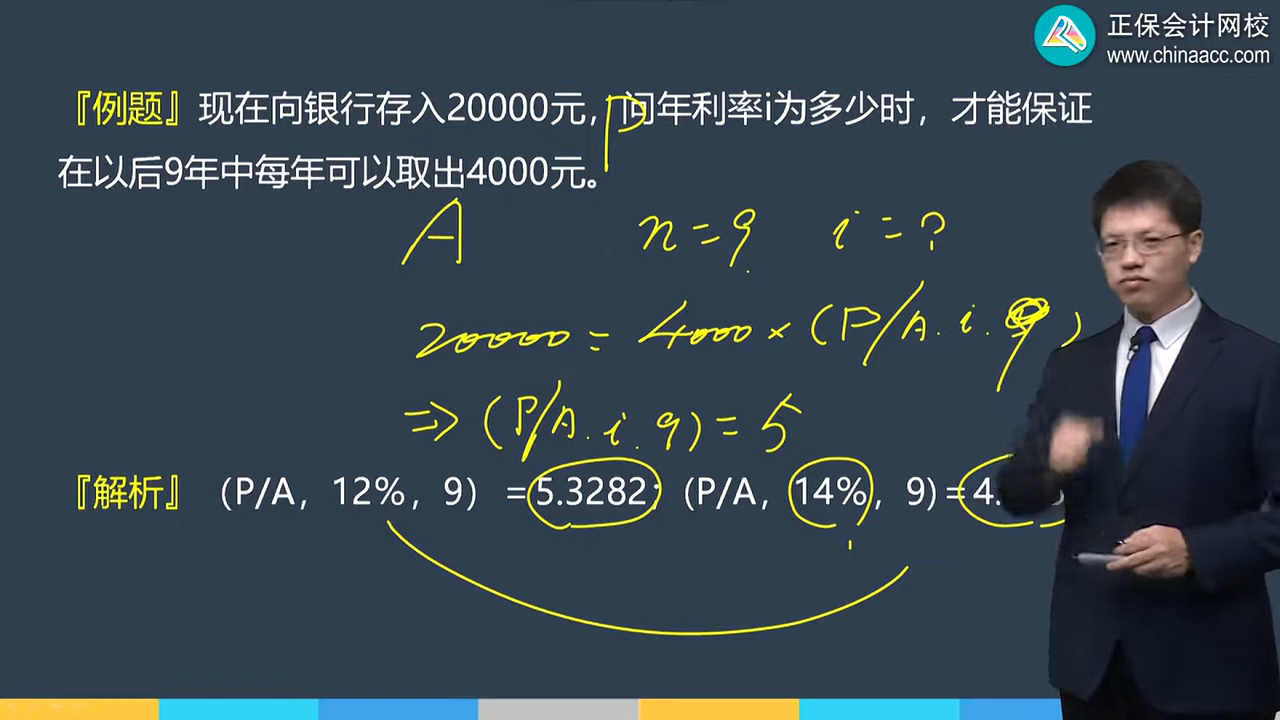 正保会计网校
www.chinaacc.com
『例题』现在向银行存入20000元，问年利率i为多少时，才能保证
P
在以后9年中每年可以取出4000元。
A n=9 i=?
20000=4000×(P/A.i.9)
=>(P/A.i.9)=5
『解析』（P/A，12%，9）=5.3282；(P/A，14%，9)=4.